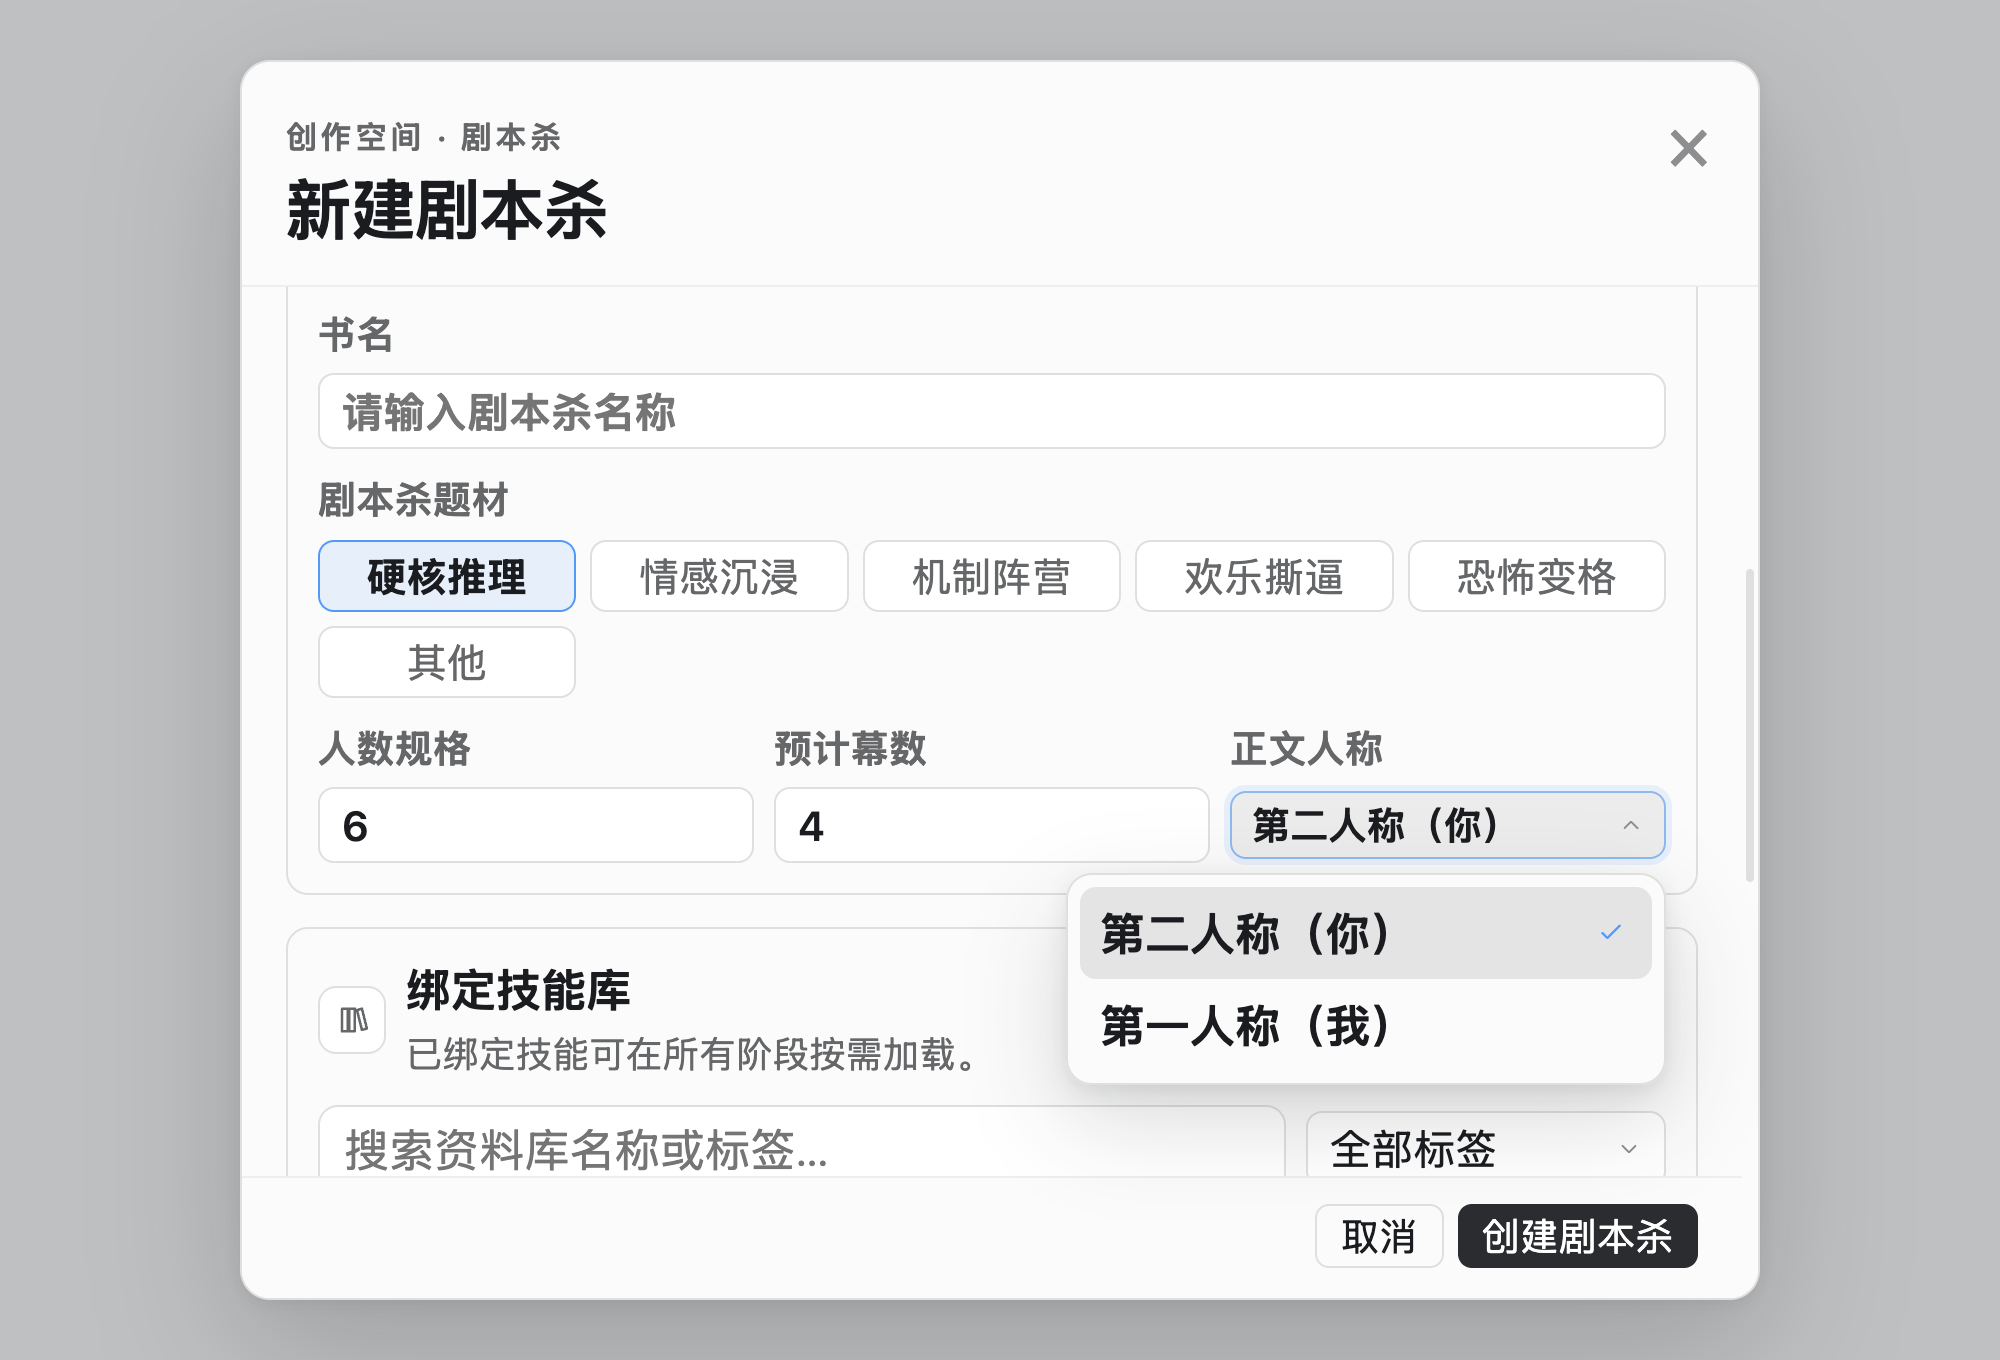 创作空间 · 剧本杀
新建剧本杀
书名
请输入剧本杀名称
剧本杀题材
硬核推理
情感沉浸
机制阵营
欢乐撕逼
恐怖变格
其他
人数规格
预计幕数
正文人称
6
4
第二人称（你）
第二人称（你）
第一人称（我）
绑定技能库
已绑定技能可在所有阶段按需加载。
搜索资料库名称或标签...
全部标签
取消
创建剧本杀